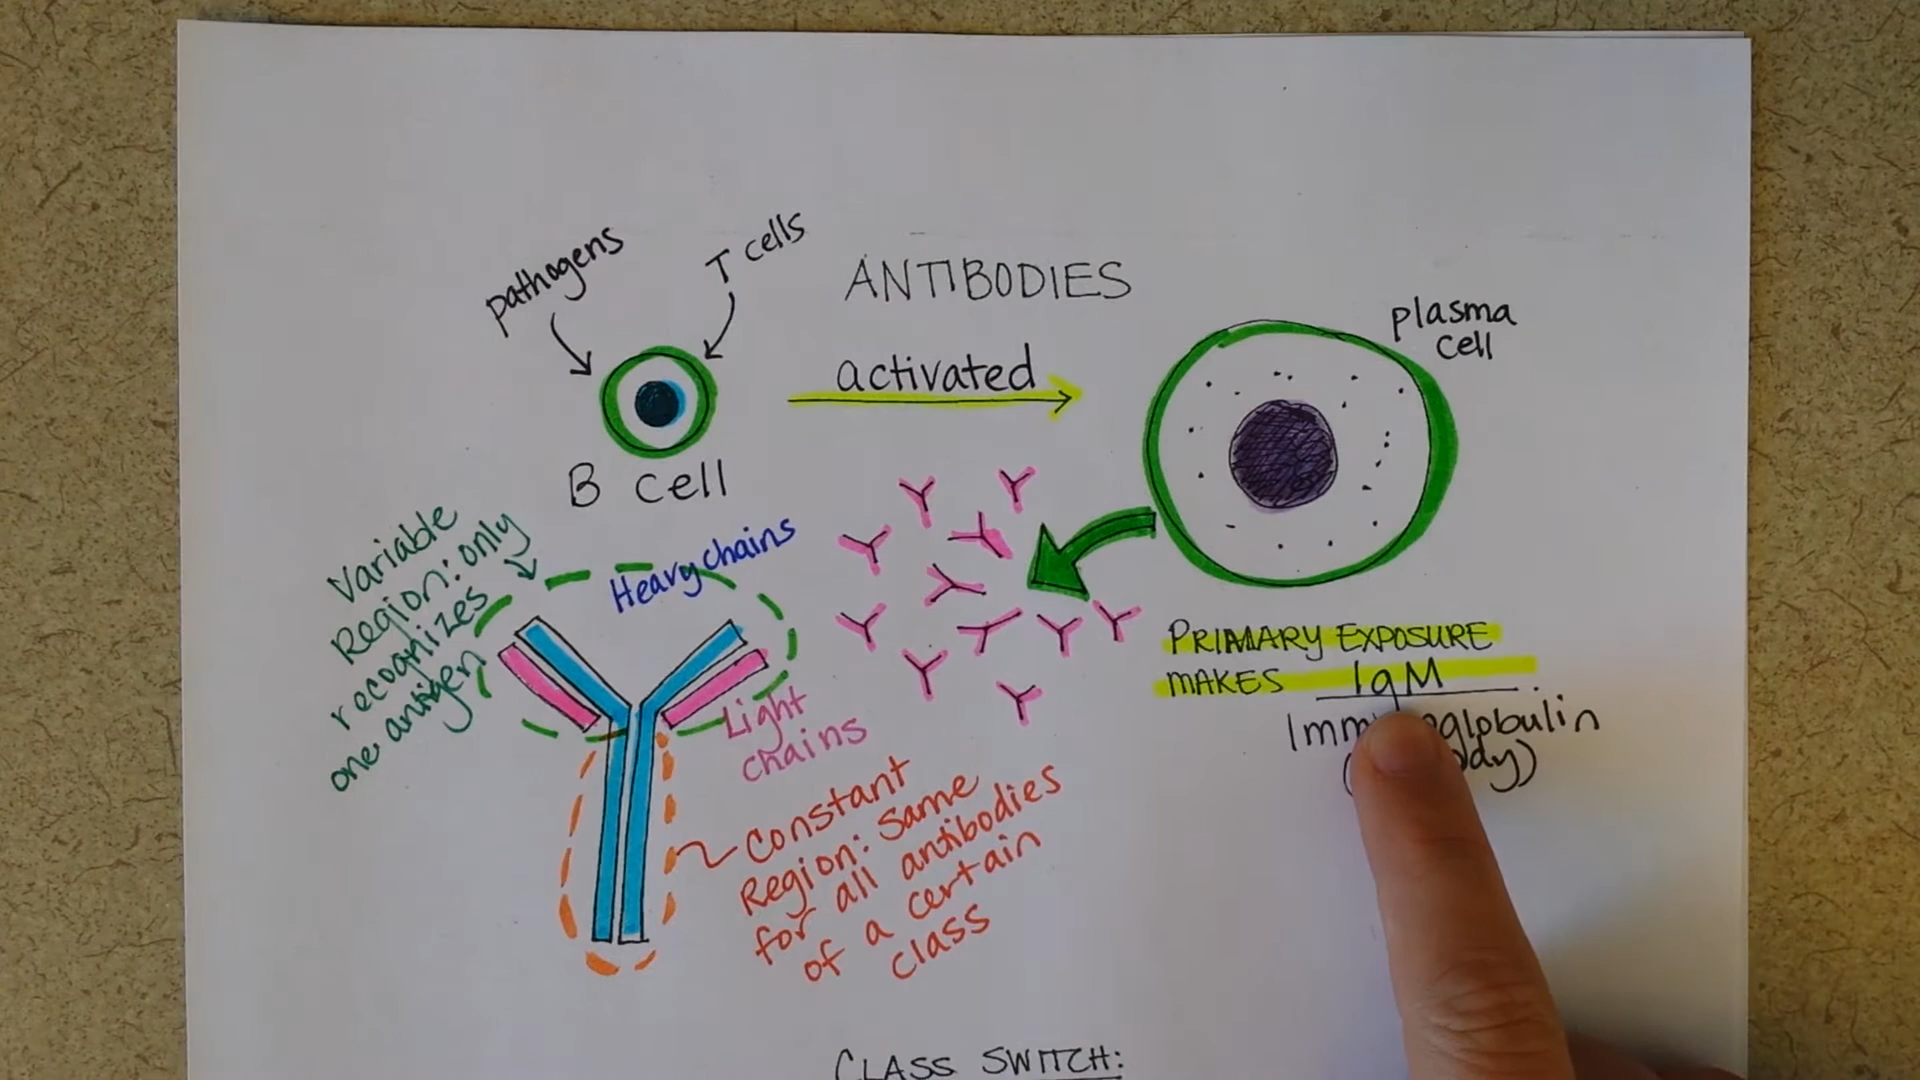 pathogens
T cells
ANTIBODIES
plasma
cell
activated
B cell
Variable
Region: only
recognizes
one antigen
Heavy chains
Light
chains
PRIMARY EXPOSURE
MAKES IgM
Constant
Region: Same
for all antibodies
of a certain
class
CLASS SWITCH: